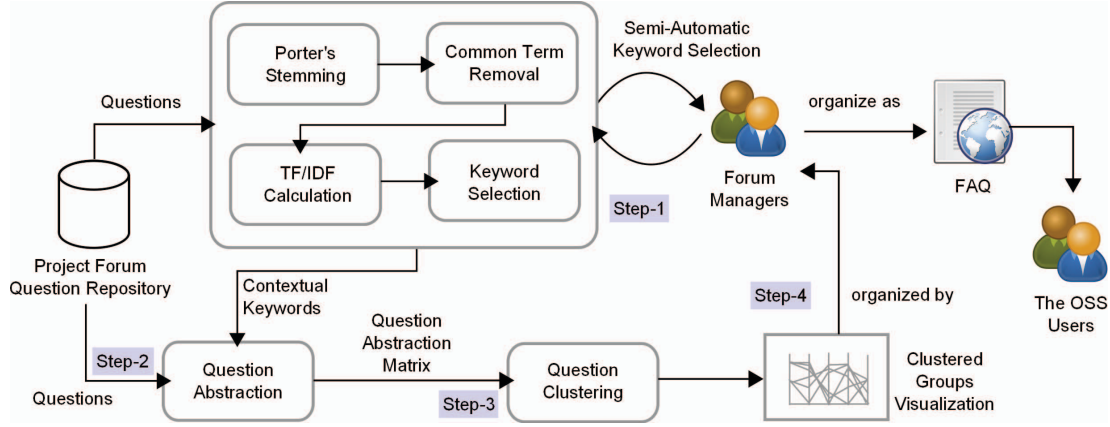 Questions
Porter's
Stemming
Common Term
Removal
TF/IDF
Calculation
Keyword
Selection
Semi-Automatic
Keyword Selection
Step-1
Forum
Managers
organize as
FAQ
The OSS
Users
Project Forum
Question Repository
Contextual
Keywords
Step-2
Questions
Question
Abstraction
Question
Abstraction
Matrix
Step-3
Question
Clustering
Step-4
organized by
Clustered
Groups
Visualization